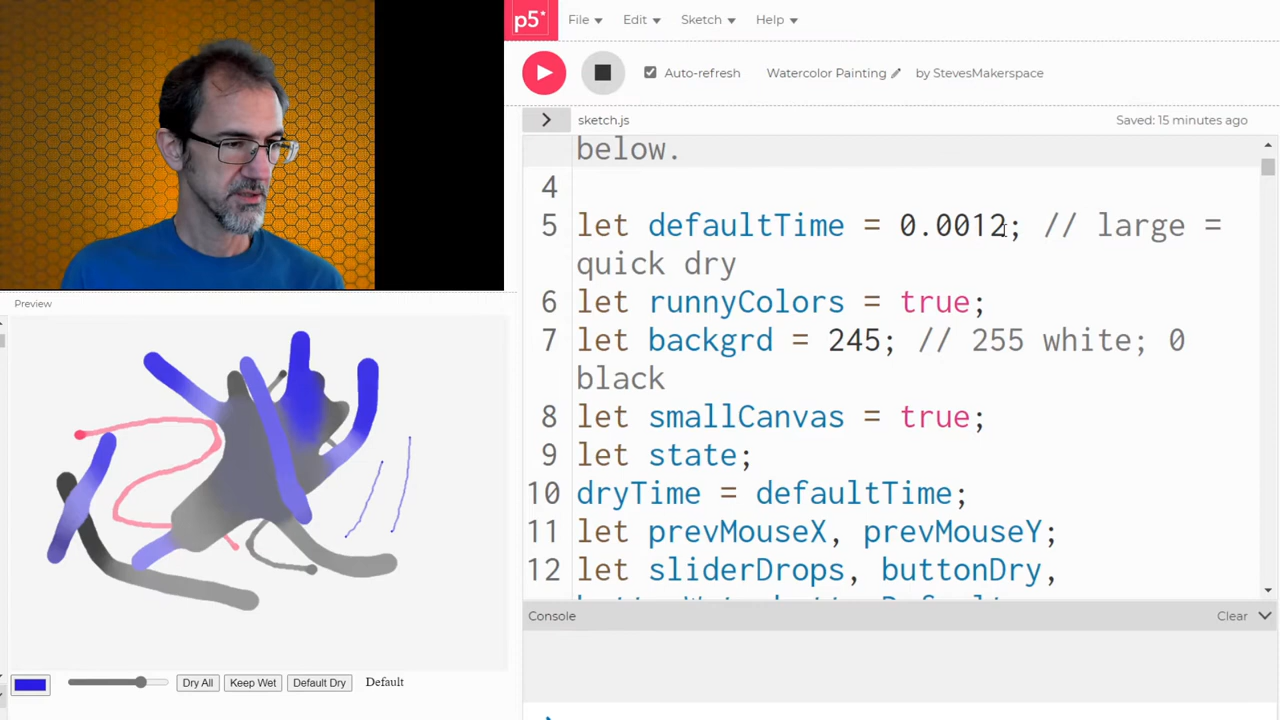 p5*
File
Edit
Sketch
Help
Auto-refresh
Watercolor Painting
by StevesMakerspace
sketch.js
Saved: 15 minutes ago
below.
4
5 let defaultTime = 0.0012; // large =
quick dry
6 let runnyColors = true;
7 let backgrd = 245; // 255 white; 0
black
8 let smallCanvas = true;
9 let state;
10 dryTime = defaultTime;
11 let prevMouseX, prevMouseY;
12 let sliderDrops, buttonDry,
Console
Clear
Preview
Dry All
Keep Wet
Default Dry
Default